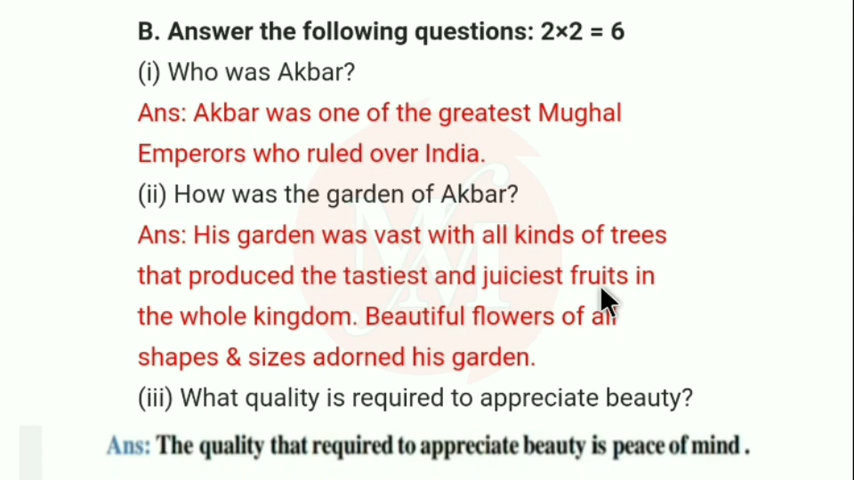 B. Answer the following questions: 2×2 = 6
(i) Who was Akbar?
Ans: Akbar was one of the greatest Mughal
Emperors who ruled over India.
(ii) How was the garden of Akbar?
Ans: His garden was vast with all kinds of trees
that produced the tastiest and juiciest fruits in
the whole kingdom. Beautiful flowers of all
shapes & sizes adorned his garden.
(iii) What quality is required to appreciate beauty?
Ans: The quality that required to appreciate beauty is peace of mind .